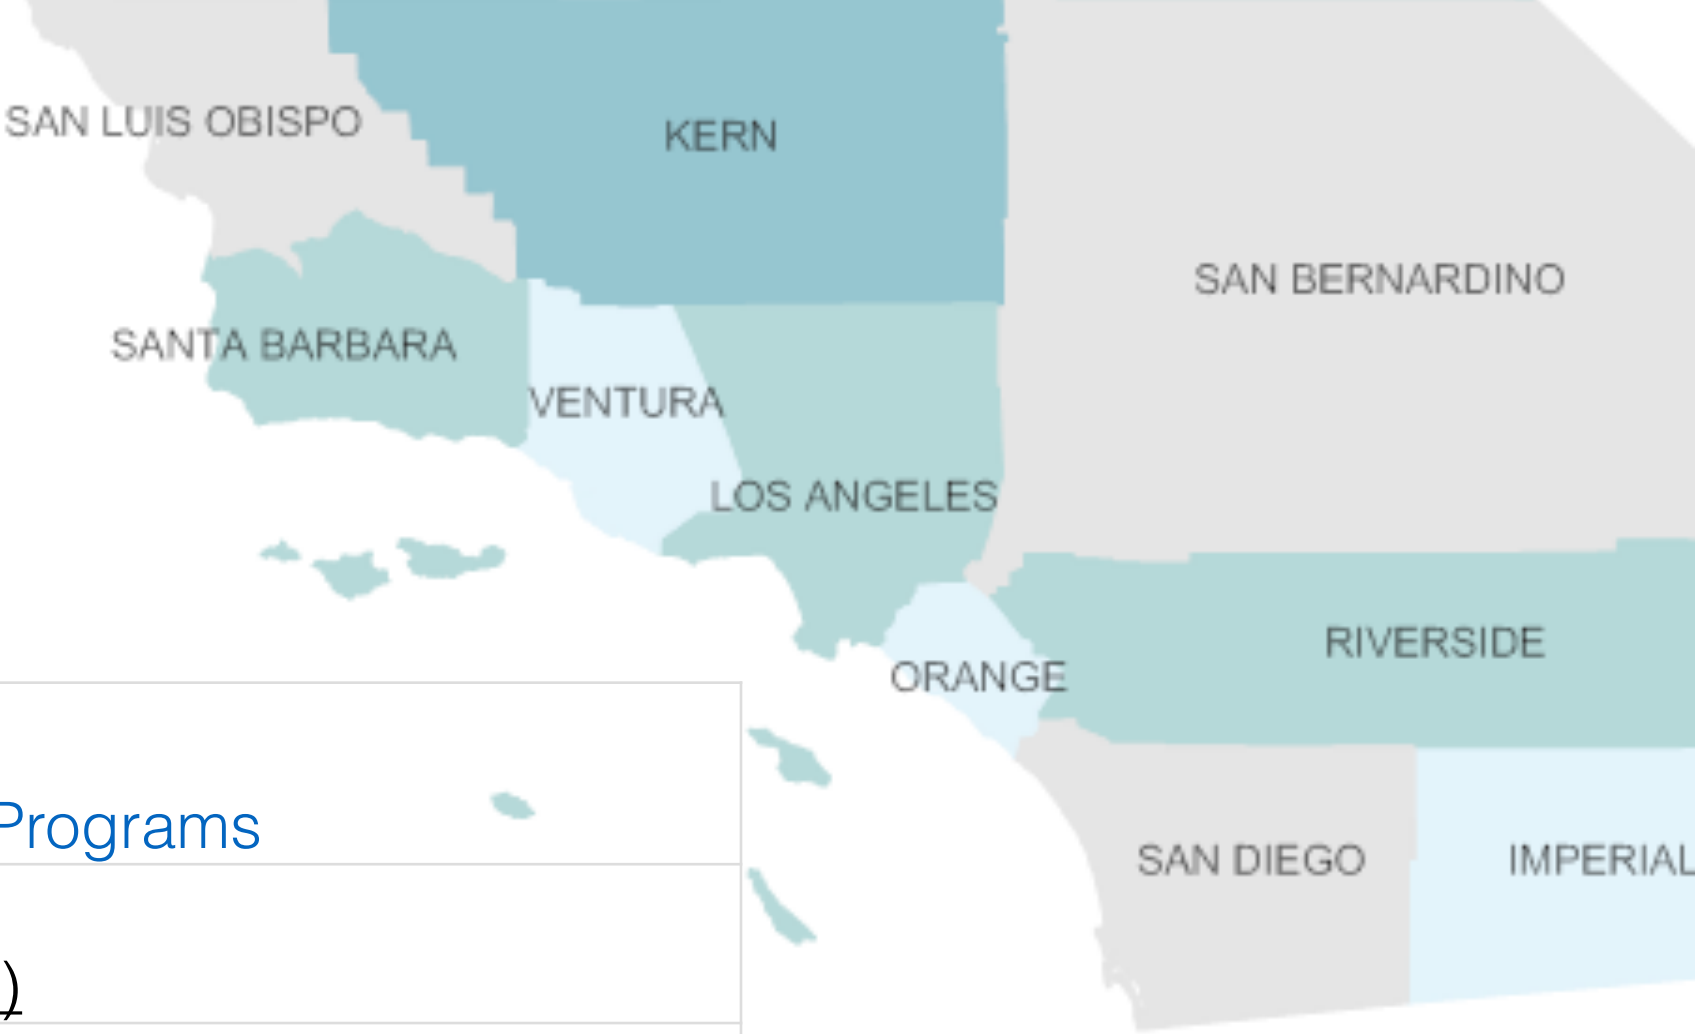 SAN LUIS OBISPO
KERN
SAN BERNARDINO
SANTA BARBARA
VENTURA
LOS ANGELES
RIVERSIDE
ORANGE
Programs
SAN DIEGO
IMPERIAL
)